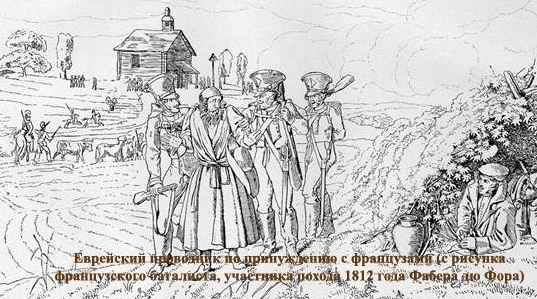 Еврейский проводник по принуждению с французами (с рисунка
французского баталиста, участника похода 1812 года Фабера дю Фора)